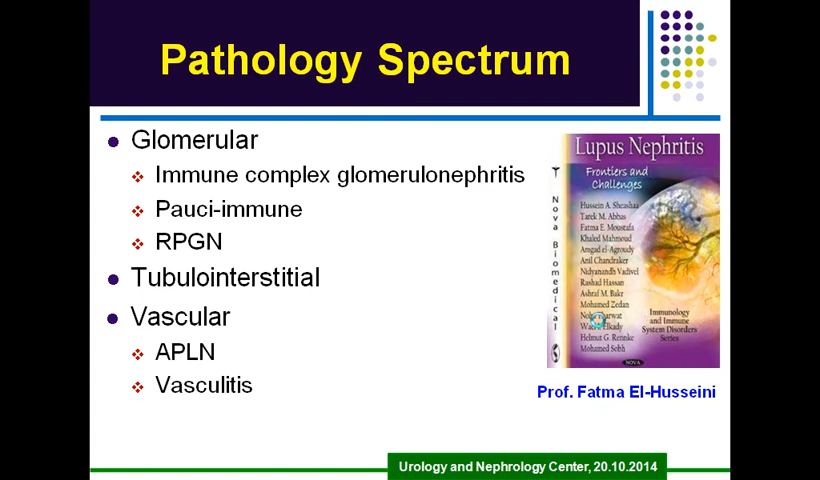 Pathology Spectrum
Glomerular
Immune complex glomerulonephritis
Pauci-immune
RPGN
Tubulointerstitial
Vascular
APLN
Vasculitis
Lupus Nephritis
Frontiers and
Challenges
Nova Biomedical
Hussein A. Sheashaa
Tarek M. Abbas
Fatma E. Moustafa
Khaled Mahmoud
Amgad el-Agroudy
Anil Chandraker
Nidyanandh Vadivel
Rashad Hassan
Ashraf M. Bakr
Mohamed Zedan
Elkady
Helmut G. Rennke
Mohamed Sobh
Immunology
and Immune
System Disorders
Series
NOVA
Prof. Fatma El-Husseini
Urology and Nephrology Center, 20.10.2014